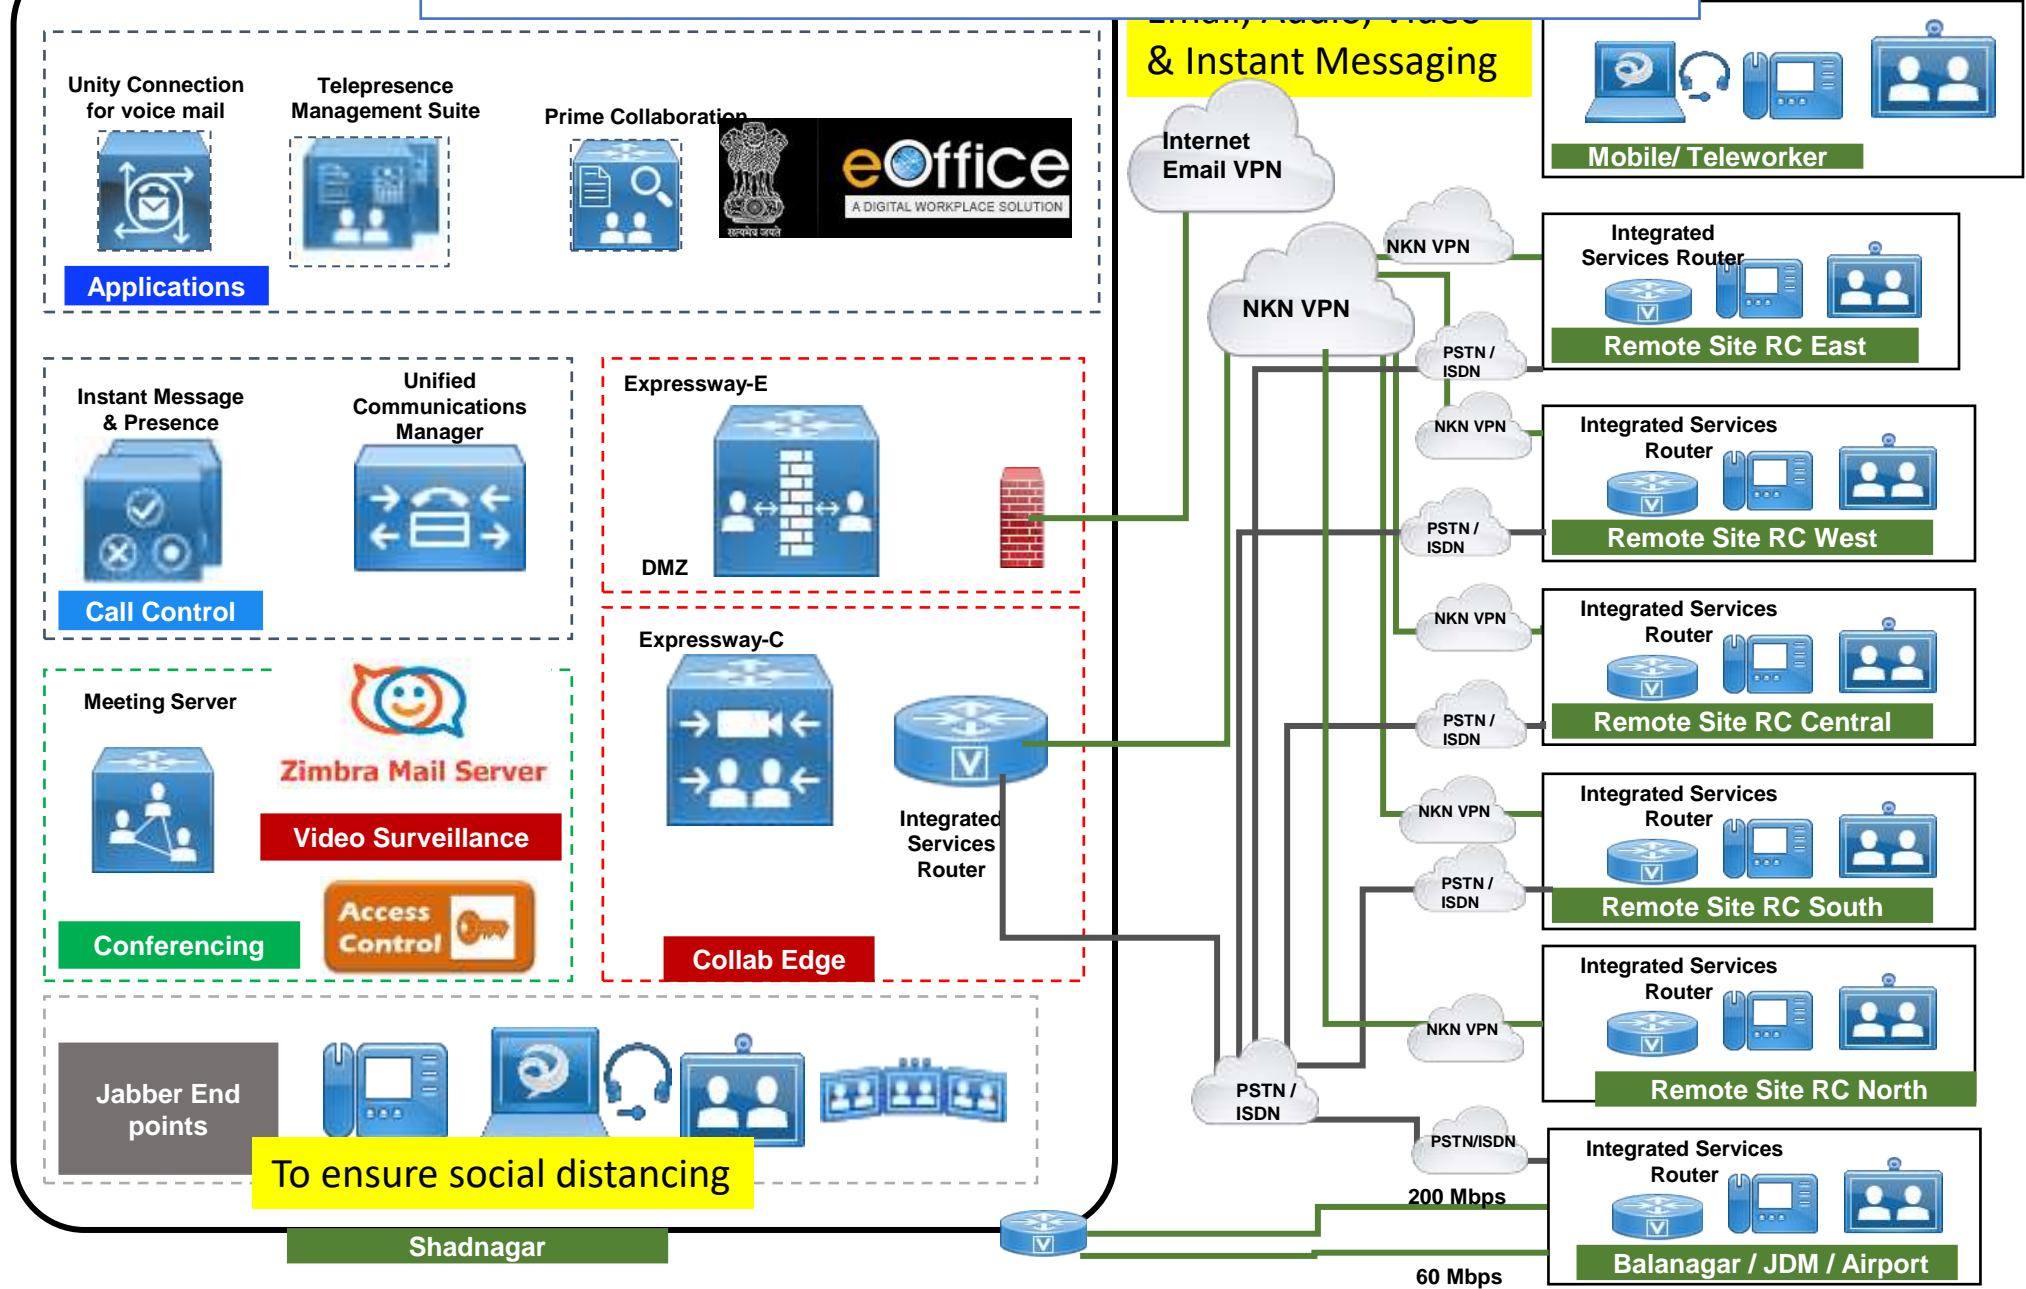 Email, Audio, Video
& Instant Messaging
Unity Connection
for voice mail
Telepresence
Management Suite
Prime Collaboration
सत्यमेव जयते
eOffice
A DIGITAL WORKPLACE SOLUTION
Applications
Instant Message
& Presence
Unified
Communications
Manager
Call Control
Expressway-E
DMZ
Meeting Server
Zimbra Mail Server
Video Surveillance
Access
Control
Conferencing
Expressway-C
Integrated
Services
Router
V
Collab Edge
Jabber End
points
To ensure social distancing
Shadnagar
V
Internet
Email VPN
NKN VPN
PSTN /
ISDN
Mobile/ Teleworker
NKN VPN
Integrated
Services Router
V
PSTN /
ISDN
Remote Site RC East
NKN VPN
Integrated Services
Router
V
PSTN /
ISDN
Remote Site RC West
NKN VPN
Integrated Services
Router
V
PSTN /
ISDN
Remote Site RC Central
NKN VPN
Integrated Services
Router
V
PSTN /
ISDN
Remote Site RC South
NKN VPN
Integrated Services
Router
V
Remote Site RC North
PSTN/ISDN
Integrated Services
Router
V
200 Mbps
60 Mbps
Balanagar / JDM / Airport